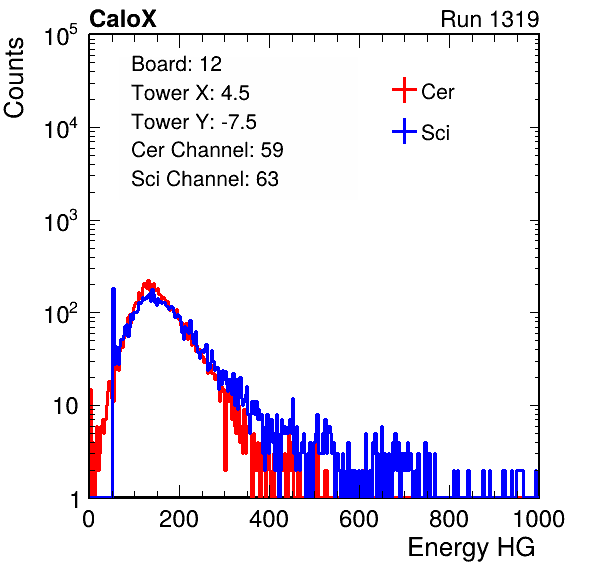 CaloX Run 1319
Counts
Board: 12
Tower X: 4.5
Tower Y: -7.5
Cer Channel: 59
Sci Channel: 63
Cer
Sci
10^5
10^4
10^3
10^2
10
1
0 200 400 600 800 1000
Energy HG